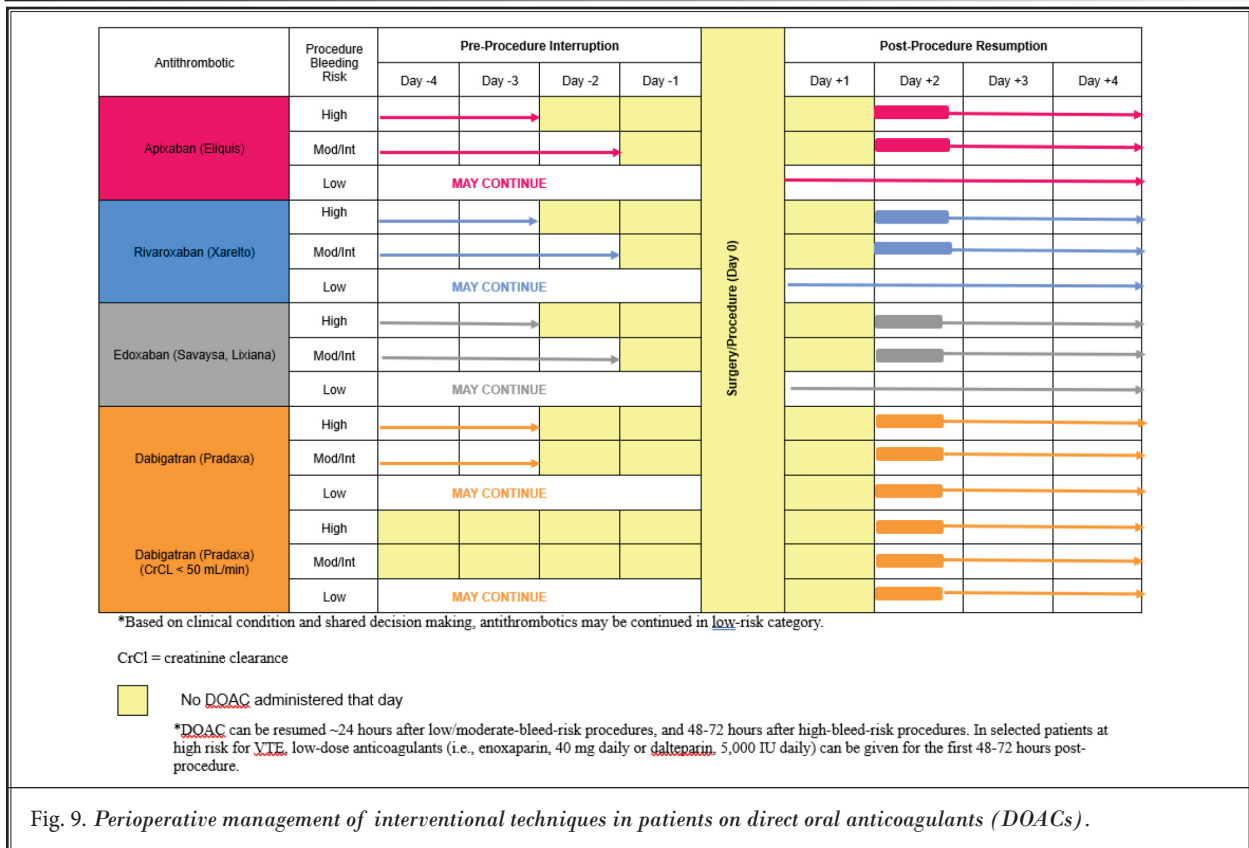 Antithrombotic
Procedure
Bleeding
Risk
Pre-Procedure Interruption
Post-Procedure Resumption
Day -4
Day -3
Day -2
Day -1
Day +1
Day +2
Day +3
Day +4
Surgery/Procedure (Day 0)
Apixaban (Eliquis)
High
Mod/Int
Low
MAY CONTINUE
Rivaroxaban (Xarelto)
High
Mod/Int
Low
MAY CONTINUE
Edoxaban (Savaysa, Lixiana)
High
Mod/Int
Low
MAY CONTINUE
Dabigatran (Pradaxa)
High
Mod/Int
Low
MAY CONTINUE
Dabigatran (Pradaxa)
(CrCL < 50 mL/min)
High
Mod/Int
Low
MAY CONTINUE
*Based on clinical condition and shared decision making, antithrombotics may be continued in low-risk category.
CrCl = creatinine clearance
No DOAC administered that day
*DOAC can be resumed ~24 hours after low/moderate-bleed-risk procedures, and 48-72 hours after high-bleed-risk procedures. In selected patients at
high risk for VTE, low-dose anticoagulants (i.e., enoxaparin, 40 mg daily or dalteparin, 5,000 IU daily) can be given for the first 48-72 hours post-
procedure.
Fig. 9. Perioperative management of interventional techniques in patients on direct oral anticoagulants (DOACs).